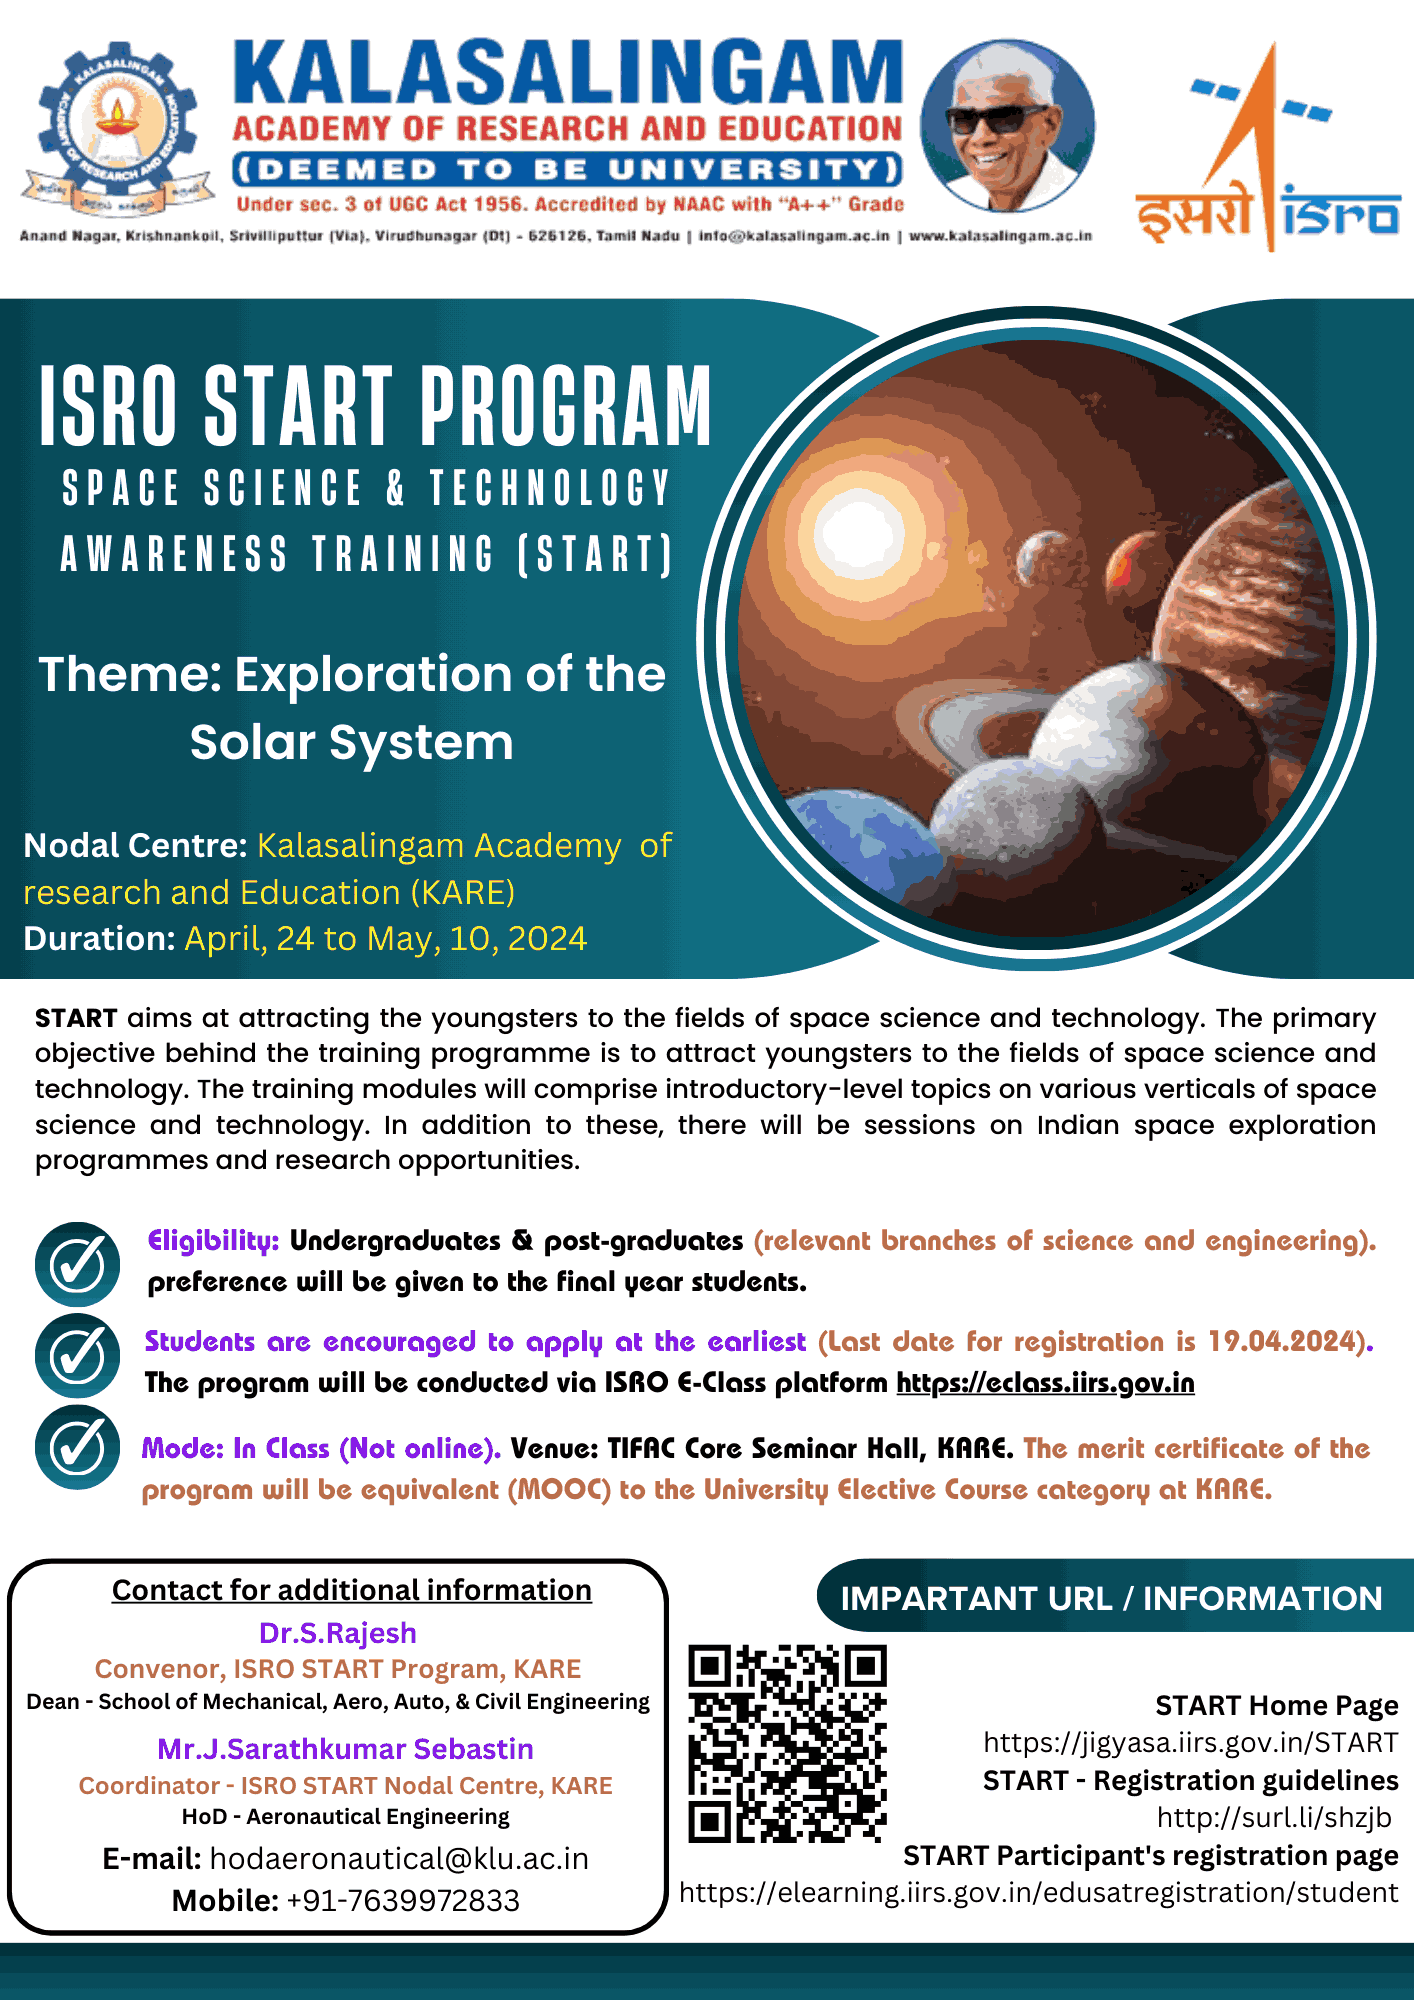 KALASALINGAM
ACADEMY OF RESEARCH AND EDUCATION
(DEEMED TO BE UNIVERSITY)
Under sec. 3 of UGC Act 1956. Accredited by NAAC with "A++" Grade
Anand Nagar, Krishnankoil, Srivilliputtur (Via), Virudhunagar (Dt) - 626126, Tamil Nadu | info@kalasalingam.ac.in | www.kalasalingam.ac.in
KALASALINGAM
ACADEMY OF RESEARCH AND EDUCATION
इसरो isro
ISRO START PROGRAM
SPACE SCIENCE & TECHNOLOGY
AWARENESS TRAINING (START)
Theme: Exploration of the
Solar System
Nodal Centre: Kalasalingam Academy of
research and Education (KARE)
Duration: April, 24 to May, 10, 2024
START aims at attracting the youngsters to the fields of space science and technology. The primary
objective behind the training programme is to attract youngsters to the fields of space science and
technology. The training modules will comprise introductory-level topics on various verticals of space
science and technology. In addition to these, there will be sessions on Indian space exploration
programmes and research opportunities.
Eligibility: Undergraduates & post-graduates (relevant branches of science and engineering).
preference will be given to the final year students.
Students are encouraged to apply at the earliest (Last date for registration is 19.04.2024).
The program will be conducted via ISRO E-Class platform https://eclass.iirs.gov.in
Mode: In Class (Not online). Venue: TIFAC Core Seminar Hall, KARE. The merit certificate of the
program will be equivalent (MOOC) to the University Elective Course category at KARE.
Contact for additional information
Dr.S.Rajesh
Convenor, ISRO START Program, KARE
Dean - School of Mechanical, Aero, Auto, & Civil Engineering
Mr.J.Sarathkumar Sebastin
Coordinator - ISRO START Nodal Centre, KARE
HoD - Aeronautical Engineering
E-mail: hodaeronautical@klu.ac.in
Mobile: +91-7639972833
IMPARTANT URL / INFORMATION
START Home Page
https://jigyasa.iirs.gov.in/START
START - Registration guidelines
http://surl.li/shzjb
START Participant's registration page
https://elearning.iirs.gov.in/edusatregistration/student